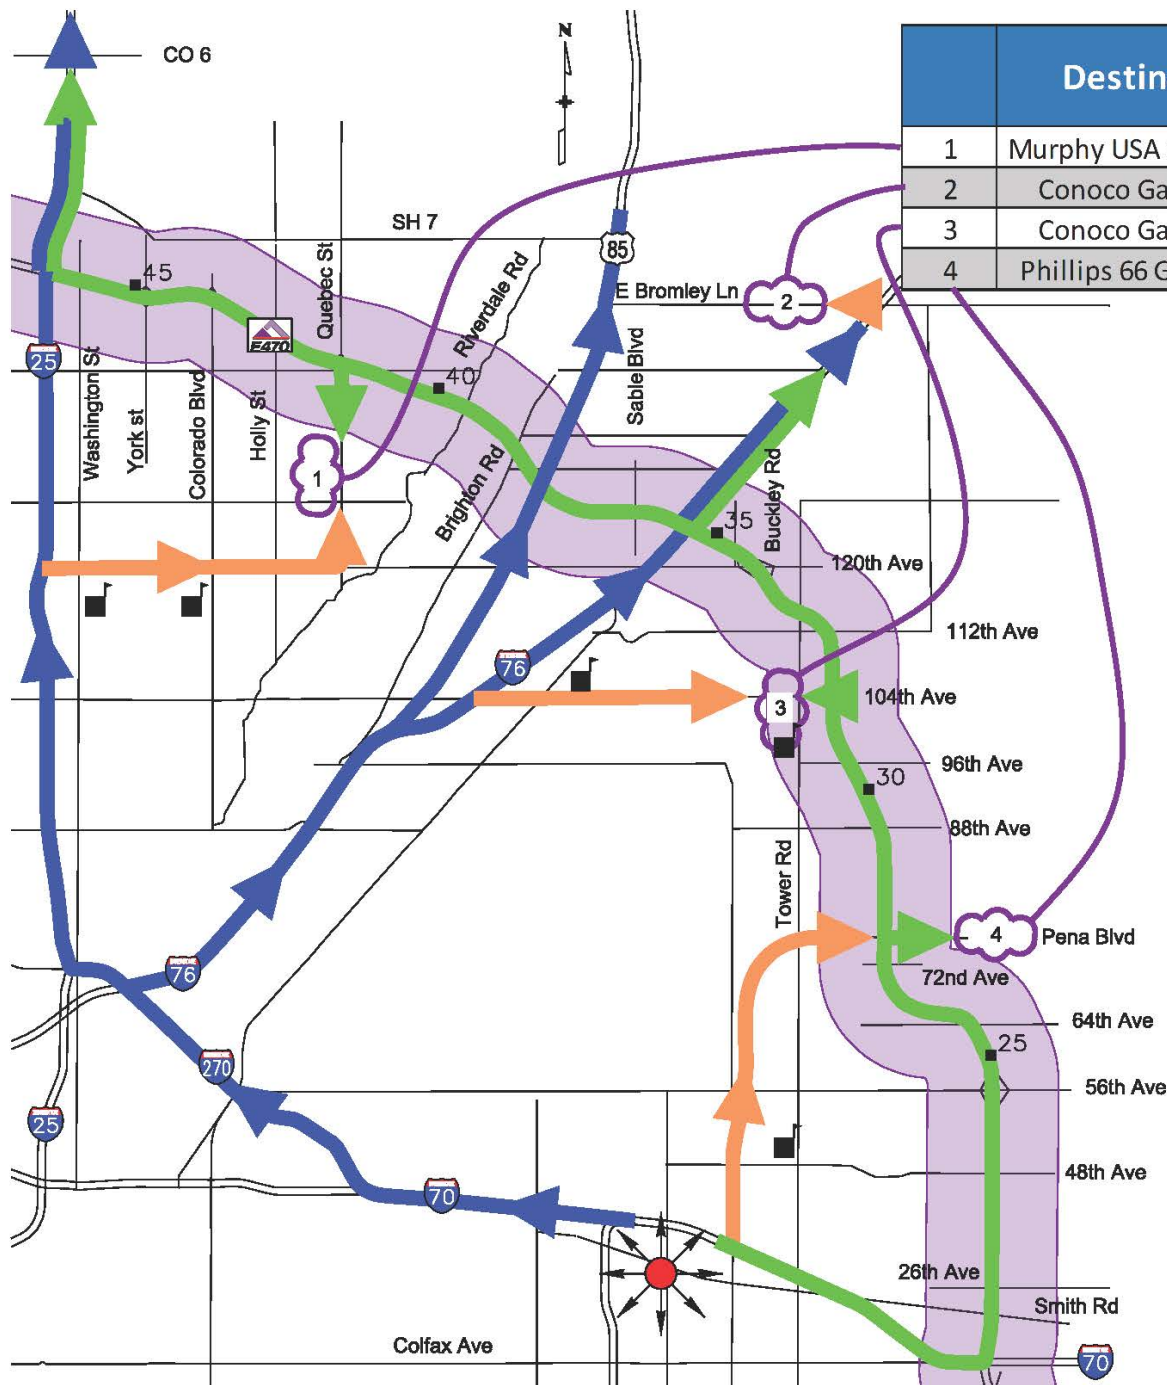 CO 6
N
Destin
1 Murphy USA
2 Conoco Ga
3 Conoco Ga
4 Phillips 66 G
SH 7
85
Quebec St
Riverdale Rd
E Bromley Ln
2
45
E470
25
Washington St
York st
Colorado Blvd
Holly St
40
Sable Blvd
1
Brighton Rd
Buckley Rd
35
120th Ave
112th Ave
76
104th Ave
3
96th Ave
30
88th Ave
Tower Rd
4
Pena Blvd
76
72nd Ave
64th Ave
25
270
56th Ave
25
48th Ave
70
26th Ave
Smith Rd
Colfax Ave
70